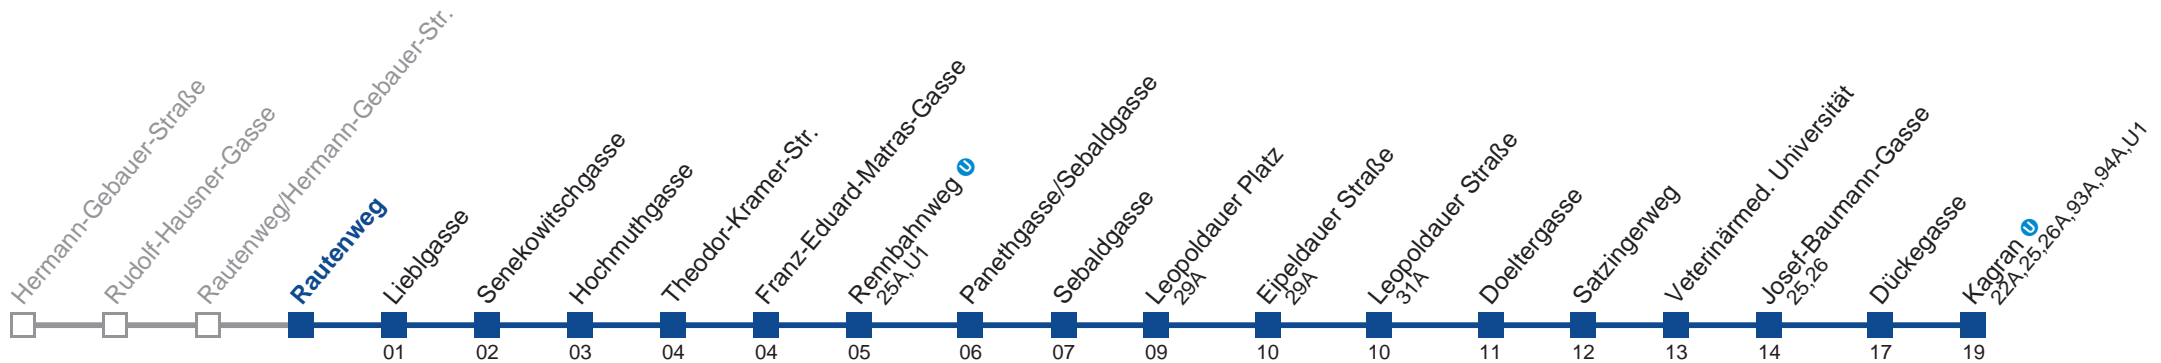 Hermann-Gebauer-Straße
Rudolf-Hausner-Gasse
Rautenweg/Hermann-Gebauer-Str.
Rautenweg
Lieblgasse
01
Senekowitschgasse
02
Hochmuthgasse
03
Theodor-Kramer-Str.
04
Franz-Eduard-Matras-Gasse
04
Rennbahnweg U
25A,U1
05
Panethgasse/Sebaldgasse
06
Sebaldgasse
07
Leopoldauer Platz
29A
09
Eipeldauer Straße
29A
10
Leopoldauer Straße
31A
10
Doeltergasse
11
Satzingerweg
12
Veterinärmed. Universität
13
Josef-Baumann-Gasse
25,26
14
Dückegasse
17
Kagran U
22A,25,26A,93A,94A,U1
19